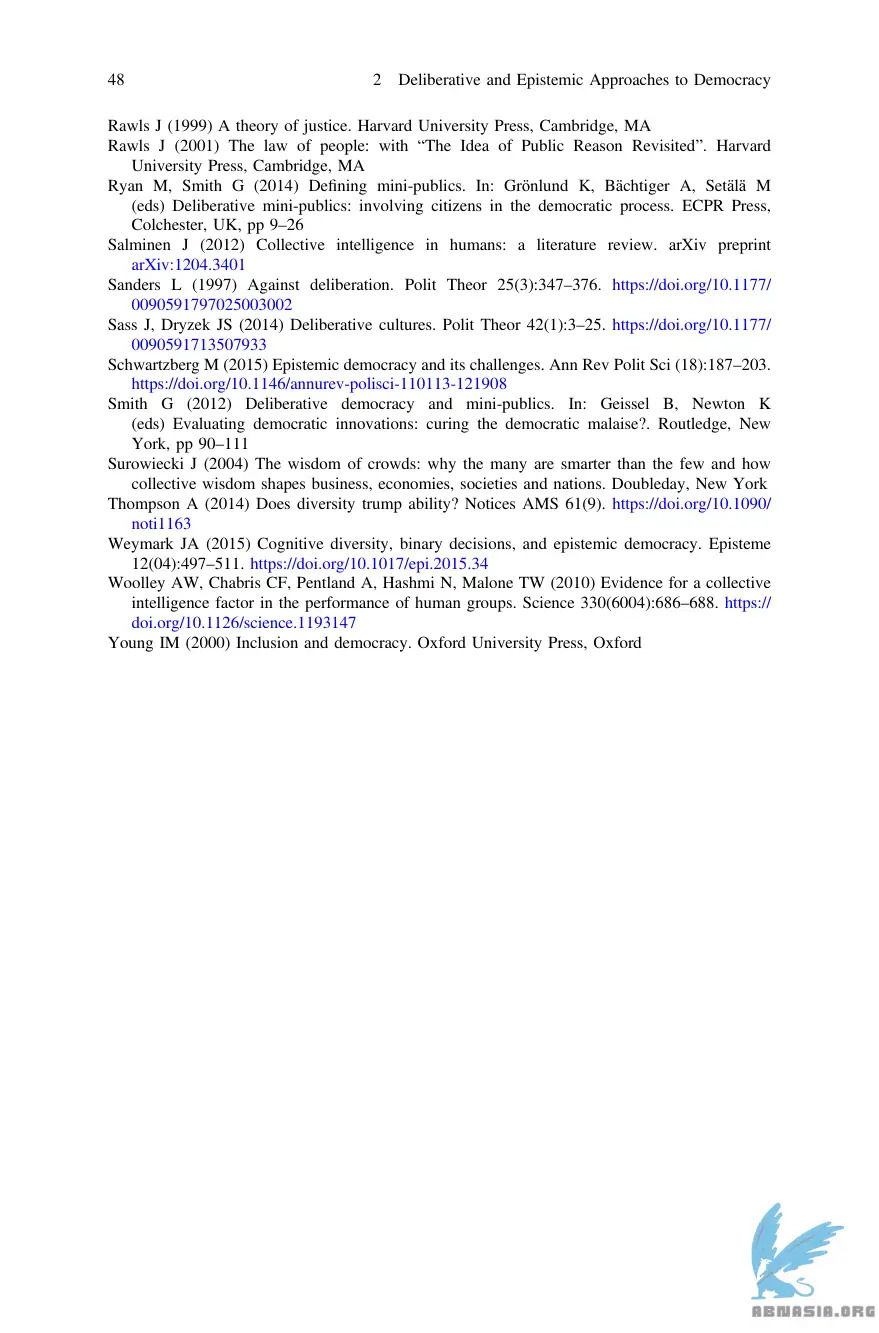 48
2 Deliberative and Epistemic Approaches to Democracy
Rawls J (1999) A theory of justice. Harvard University Press, Cambridge, MA
Rawls J (2001) The law of people: with “The Idea of Public Reason Revisited”. Harvard
University Press, Cambridge, MA
Ryan M, Smith G (2014) Defining mini-publics. In: Grönlund K, Bächtiger A, Setälä M
(eds) Deliberative mini-publics: involving citizens in the democratic process. ECPR Press,
Colchester, UK, pp 9–26
Salminen J (2012) Collective intelligence in humans: a literature review. arXiv preprint
arXiv:1204.3401
Sanders L (1997) Against deliberation. Polit Theor 25(3):347–376. https://doi.org/10.1177/
0090591797025003002
Sass J, Dryzek JS (2014) Deliberative cultures. Polit Theor 42(1):3–25. https://doi.org/10.1177/
0090591713507933
Schwartzberg M (2015) Epistemic democracy and its challenges. Ann Rev Polit Sci (18):187–203.
https://doi.org/10.1146/annurev-polisci-110113-121908
Smith G (2012) Deliberative democracy and mini-publics. In: Geissel B, Newton K
(eds) Evaluating democratic innovations: curing the democratic malaise?. Routledge, New
York, pp 90–111
Surowiecki J (2004) The wisdom of crowds: why the many are smarter than the few and how
collective wisdom shapes business, economies, societies and nations. Doubleday, New York
Thompson A (2014) Does diversity trump ability? Notices AMS 61(9). https://doi.org/10.1090/
noti1163
Weymark JA (2015) Cognitive diversity, binary decisions, and epistemic democracy. Episteme
12(04):497–511. https://doi.org/10.1017/epi.2015.34
Woolley AW, Chabris CF, Pentland A, Hashmi N, Malone TW (2010) Evidence for a collective
intelligence factor in the performance of human groups. Science 330(6004):686–688. https://
doi.org/10.1126/science.1193147
Young IM (2000) Inclusion and democracy. Oxford University Press, Oxford
ABNASIA.ORG